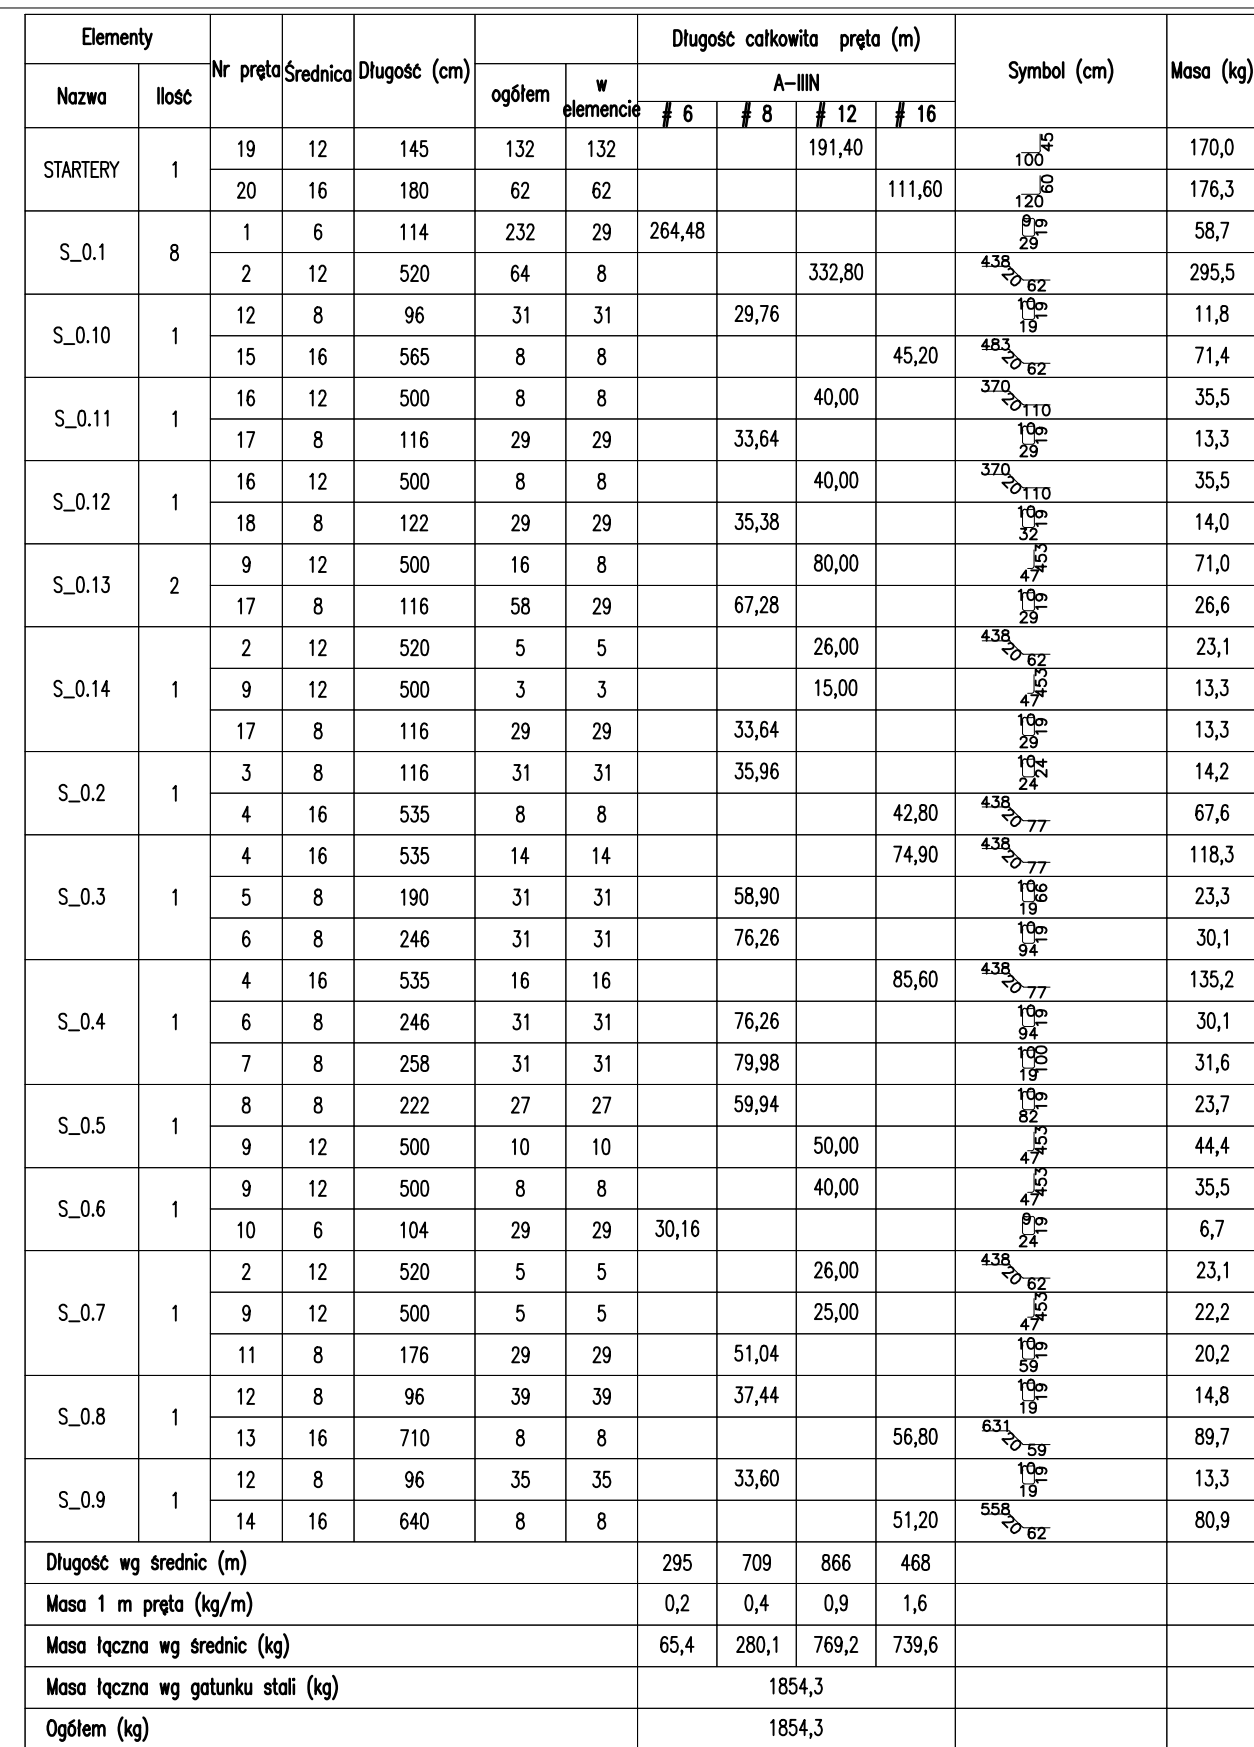 Elementy Nr pręta Średnica Długość (cm) Długość całkowita pręta (m) Symbol (cm) Masa (kg)
Nazwa Ilość ogółem w elemencie A-IIIN
# 6 # 8 # 12 # 16
STARTERY 1 19 12 145 132 132 191,40 100 45 170,0
20 16 180 62 62 111,60 120 60 176,3
S_0.1 8 1 6 114 232 29 264,48 9 19 29 58,7
2 12 520 64 8 332,80 438 20 62 295,5
S_0.10 1 12 8 96 31 31 29,76 10 19 19 11,8
15 16 565 8 8 45,20 483 20 62 71,4
S_0.11 1 16 12 500 8 8 40,00 370 20 110 35,5
17 8 116 29 29 33,64 10 19 29 13,3
S_0.12 1 16 12 500 8 8 40,00 370 20 110 35,5
18 8 122 29 29 35,38 10 19 32 14,0
S_0.13 2 9 12 500 16 8 80,00 47 453 71,0
17 8 116 58 29 67,28 10 19 29 26,6
S_0.14 1 2 12 520 5 5 26,00 438 20 62 23,1
9 12 500 3 3 15,00 47 453 13,3
17 8 116 29 29 33,64 10 19 29 13,3
S_0.2 1 3 8 116 31 31 35,96 10 24 24 14,2
4 16 535 8 8 42,80 438 20 77 67,6
S_0.3 1 4 16 535 14 14 74,90 438 20 77 118,3
5 8 190 31 31 58,90 10 66 19 23,3
6 8 246 31 31 76,26 10 19 94 30,1
S_0.4 1 4 16 535 16 16 85,60 438 20 77 135,2
6 8 246 31 31 76,26 10 19 94 30,1
7 8 258 31 31 79,98 10 100 19 31,6
S_0.5 1 8 8 222 27 27 59,94 10 19 82 23,7
9 12 500 10 10 50,00 47 453 44,4
S_0.6 1 9 12 500 8 8 40,00 47 453 35,5
10 6 104 29 29 30,16 9 19 24 6,7
S_0.7 1 2 12 520 5 5 26,00 438 20 62 23,1
9 12 500 5 5 25,00 47 453 22,2
11 8 176 29 29 51,04 10 19 59 20,2
S_0.8 1 12 8 96 39 39 37,44 10 19 19 14,8
13 16 710 8 8 56,80 631 20 59 89,7
S_0.9 1 12 8 96 35 35 33,60 10 19 19 13,3
14 16 640 8 8 51,20 558 20 62 80,9
Długość wg średnic (m) 295 709 866 468
Masa 1 m pręta (kg/m) 0,2 0,4 0,9 1,6
Masa łączna wg średnic (kg) 65,4 280,1 769,2 739,6
Masa łączna wg gatunku stali (kg) 1854,3
Ogółem (kg) 1854,3